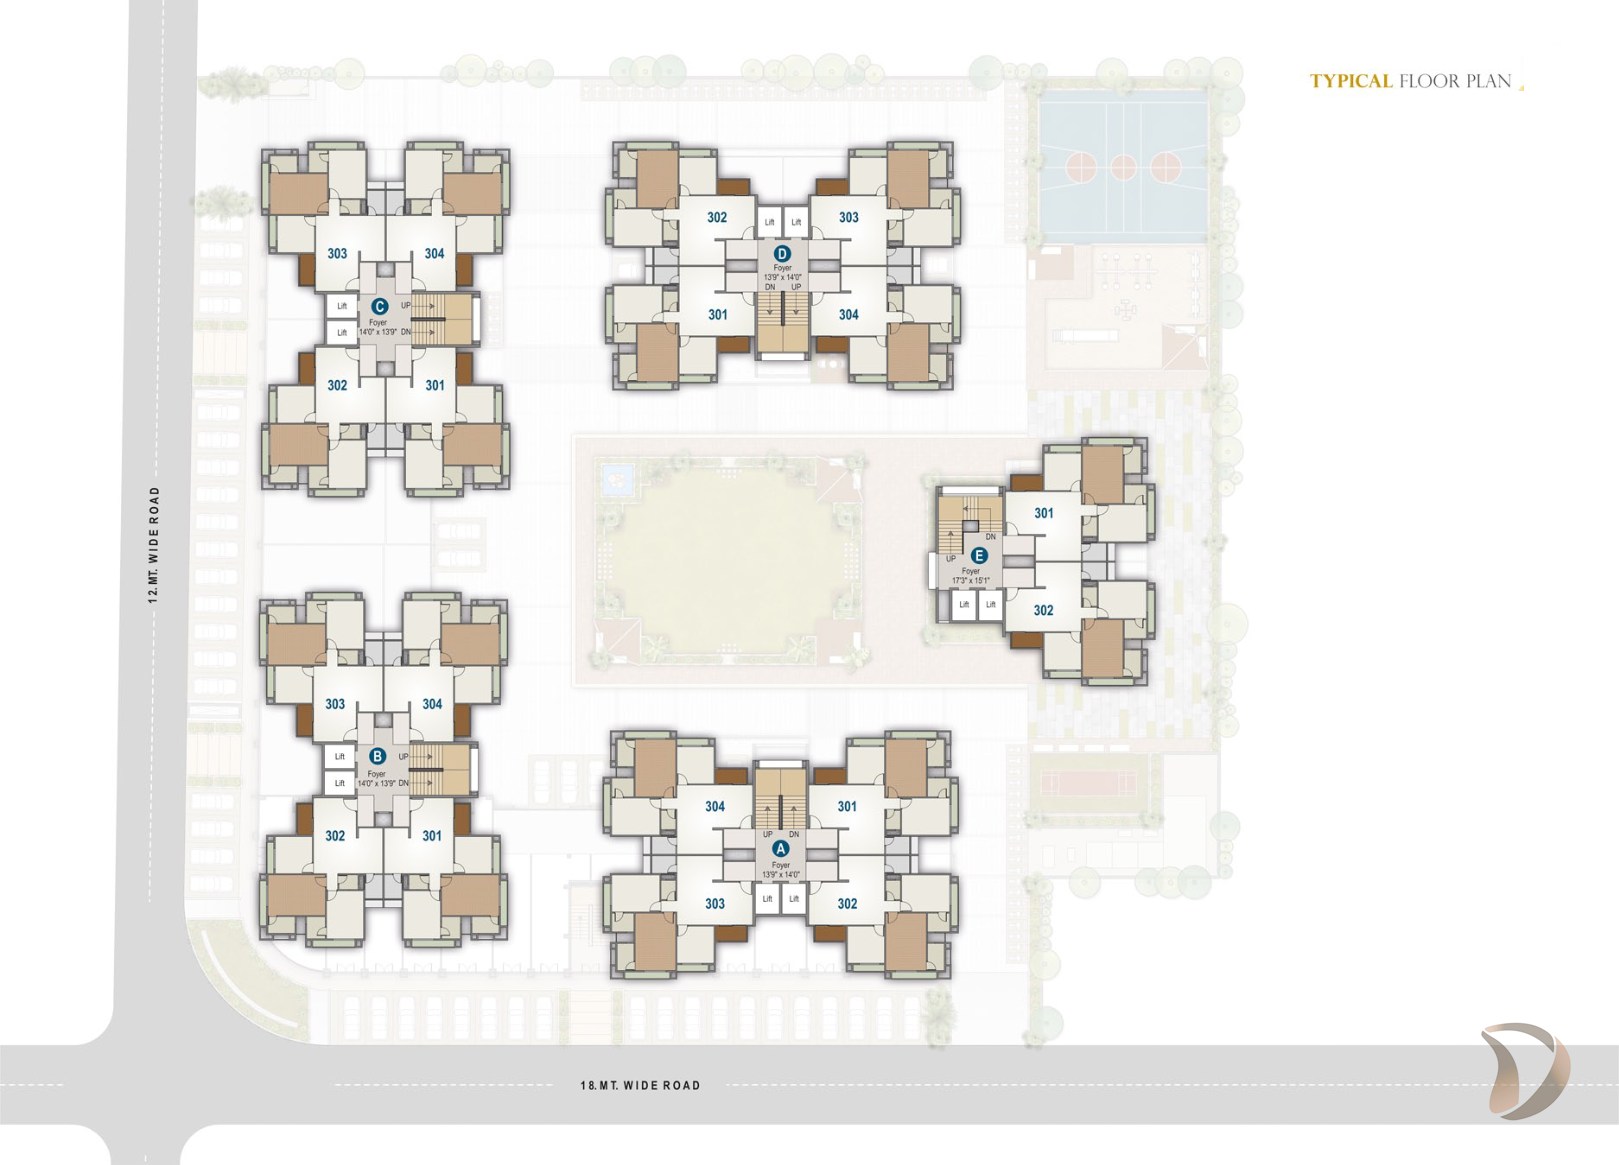 TYPICAL FLOOR PLAN
303
304
C
Lift
Lift
UP
Foyer
14'0" x 13'9"
DN
302
301
302
303
Lift
Lift
D
Foyer
13'9" x 14'0"
DN
UP
301
304
301
DN
UP
E
Foyer
17'3" x 15'1"
Lift
Lift
302
12.MT. WIDE ROAD
303
304
B
Lift
Lift
UP
Foyer
14'0" x 13'9"
DN
302
301
304
301
UP
DN
A
Foyer
13'9" x 14'0"
Lift
Lift
303
302
18.MT. WIDE ROAD